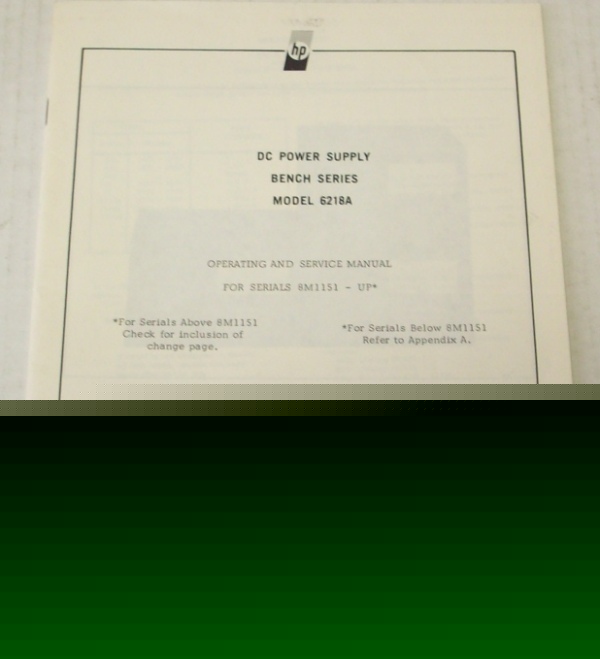 hp
DC POWER SUPPLY
BENCH SERIES
MODEL 6218A
OPERATING AND SERVICE MANUAL
FOR SERIALS 8M1151 - UP*
*For Serials Above 8M1151
Check for inclusion of
change page.
*For Serials Below 8M1151
Refer to Appendix A.